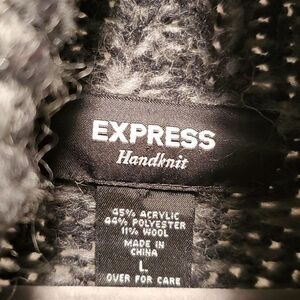 EXPRESS
Handknit
45% ACRYLIC
44% POLYESTER
11% WOOL
MADE IN
CHINA
L
OVER FOR CARE